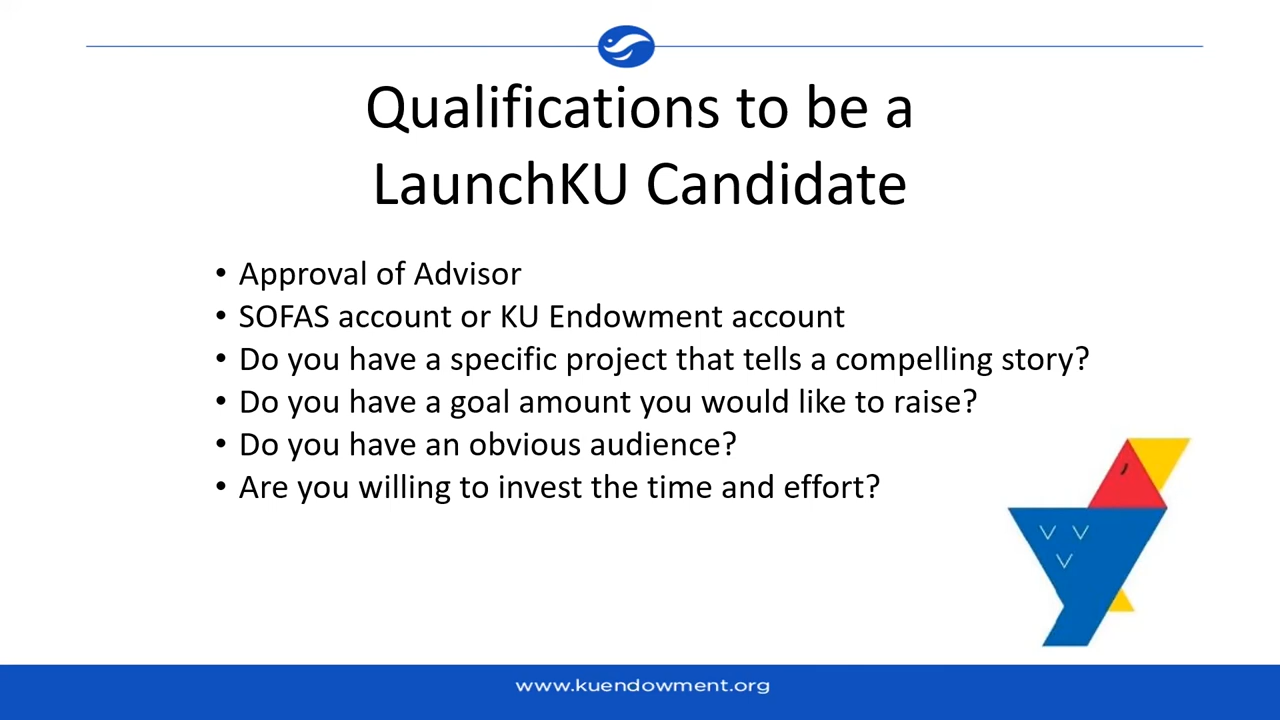 Qualifications to be a
LaunchKU Candidate
• Approval of Advisor
• SOFAS account or KU Endowment account
• Do you have a specific project that tells a compelling story?
• Do you have a goal amount you would like to raise?
• Do you have an obvious audience?
• Are you willing to invest the time and effort?
www.kuendowment.org